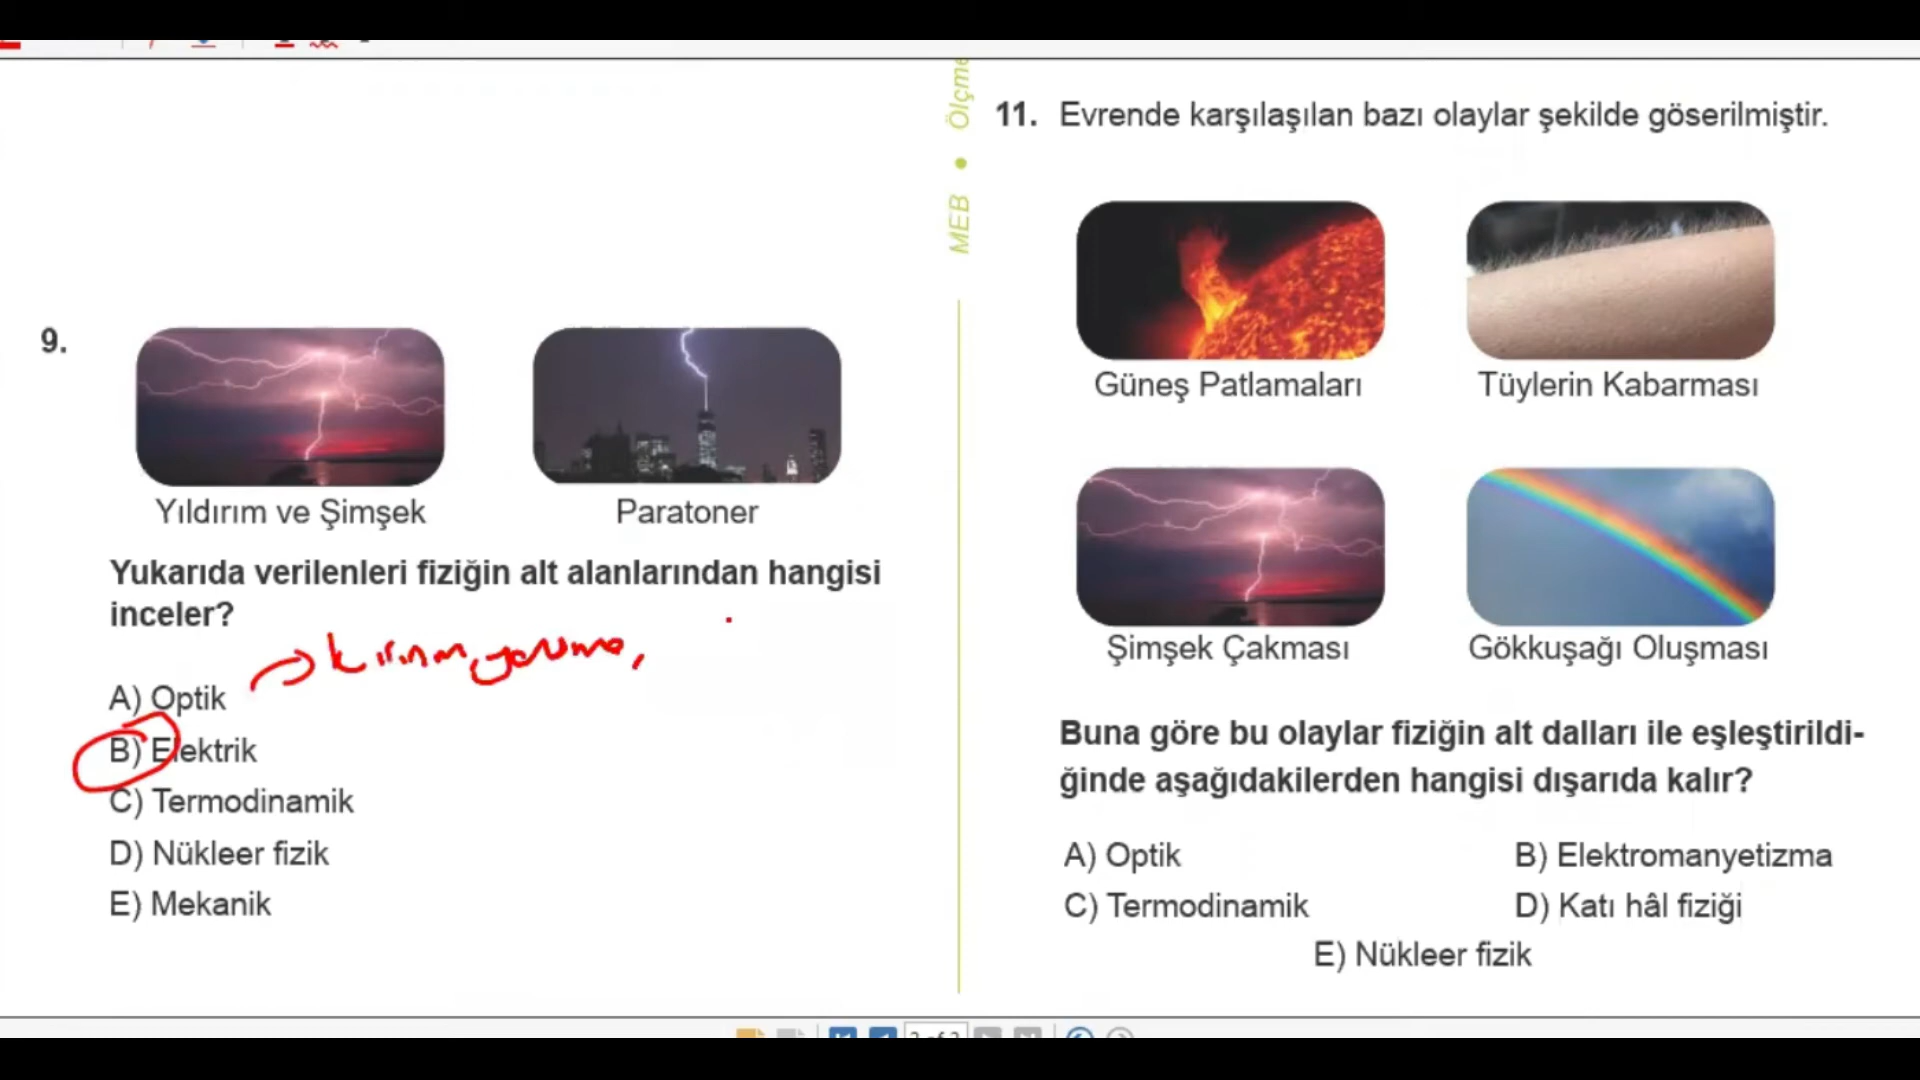 MEB • Ölçme
9.
Yıldırım ve Şimşek
Paratoner
Yukarıda verilenleri fiziğin alt alanlarından hangisi
inceler?
A) Optik
B) Elektrik
C) Termodinamik
D) Nükleer fizik
E) Mekanik
11. Evrende karşılaşılan bazı olaylar şekilde göserilmiştir.
Güneş Patlamaları
Tüylerin Kabarması
Şimşek Çakması
Gökkuşağı Oluşması
Buna göre bu olaylar fiziğin alt dalları ile eşleştirildi-
ğinde aşağıdakilerden hangisi dışarıda kalır?
A) Optik
B) Elektromanyetizma
C) Termodinamik
D) Katı hâl fiziği
E) Nükleer fizik